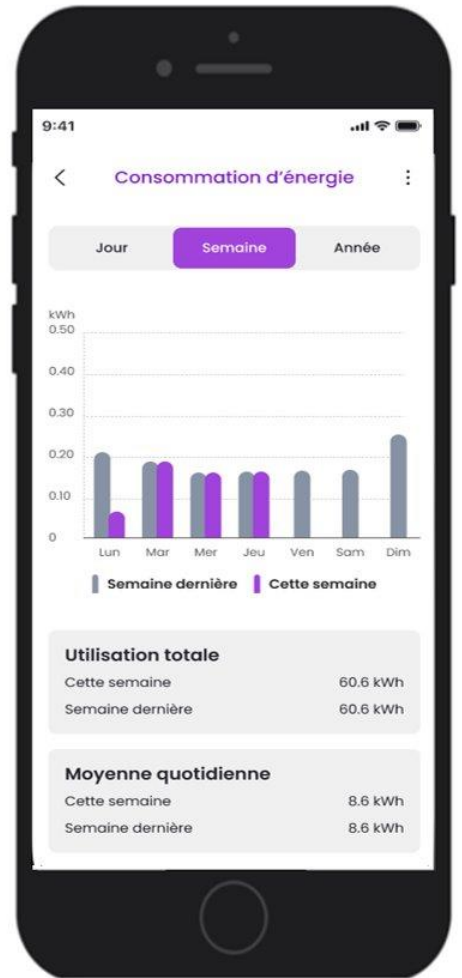 9:41
Consommation d'énergie
Jour Semaine Année
kWh
0.50
0.40
0.30
0.20
0.10
0
Lun Mar Mer Jeu Ven Sam Dim
Semaine dernière Cette semaine
Utilisation totale
Cette semaine 60.6 kWh
Semaine dernière 60.6 kWh
Moyenne quotidienne
Cette semaine 8.6 kWh
Semaine dernière 8.6 kWh